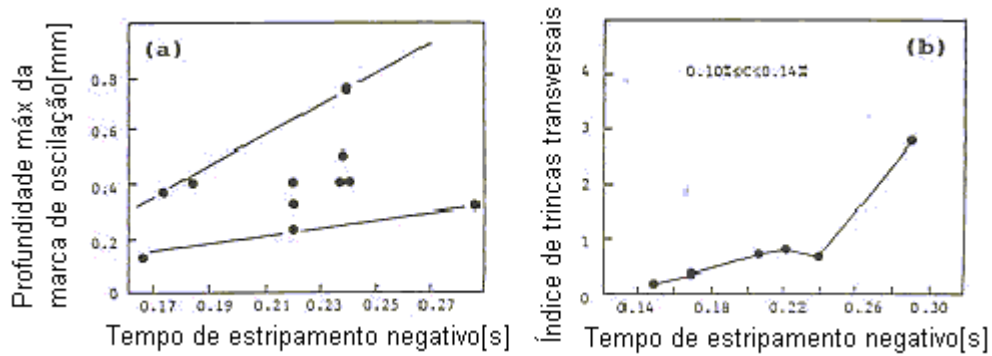 Profundidade máx da
marca de oscilação[mm]
(a)
0.8
0.6
0.4
0.2
0
0.17 0.19 0.21 0.23 0.25 0.27
Tempo de estripamento negativo[s]
Índice de trincas transversais
(b)
0.10%≤C≤0.14%
4
3
2
1
0
0.14 0.18 0.22 0.26 0.30
Tempo de estripamento negativo[s]